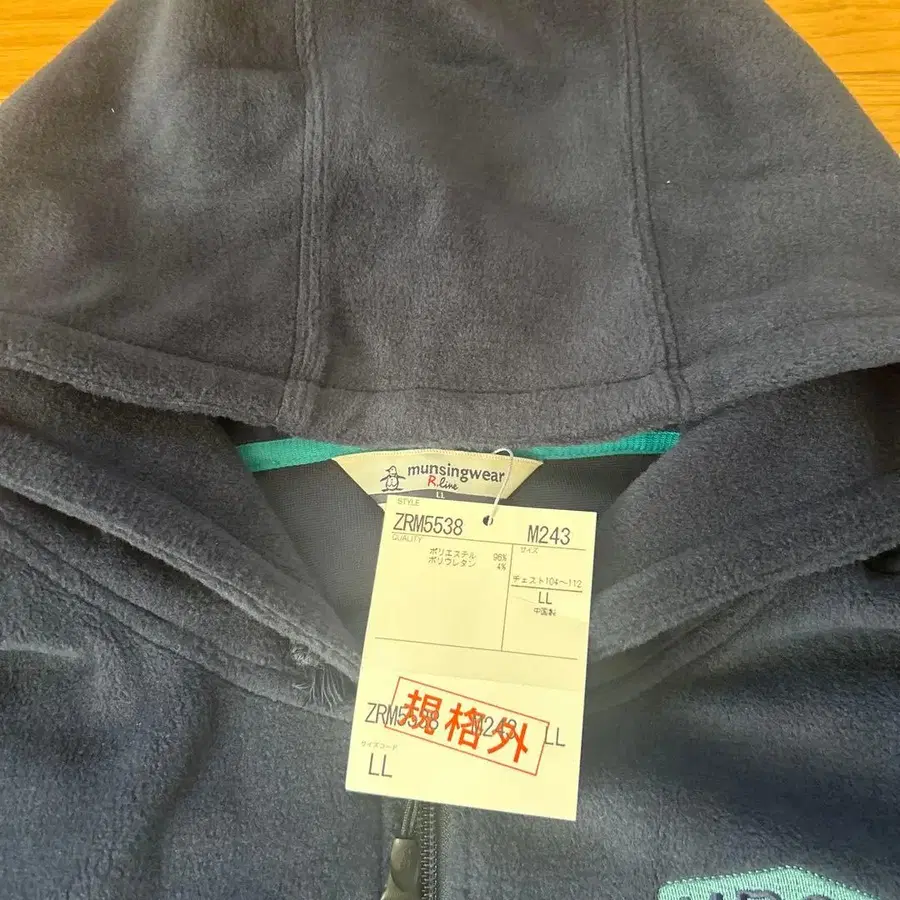 munsingwear
R.line
LL
STYLE
ZRM5538
M243
QUALITY
サイズ
ポリエステル 96%
ポリウレタン 4%
チェスト104～112
LL
中国製
ZRM5538 M243 LL
規格外
サイズコード
LL